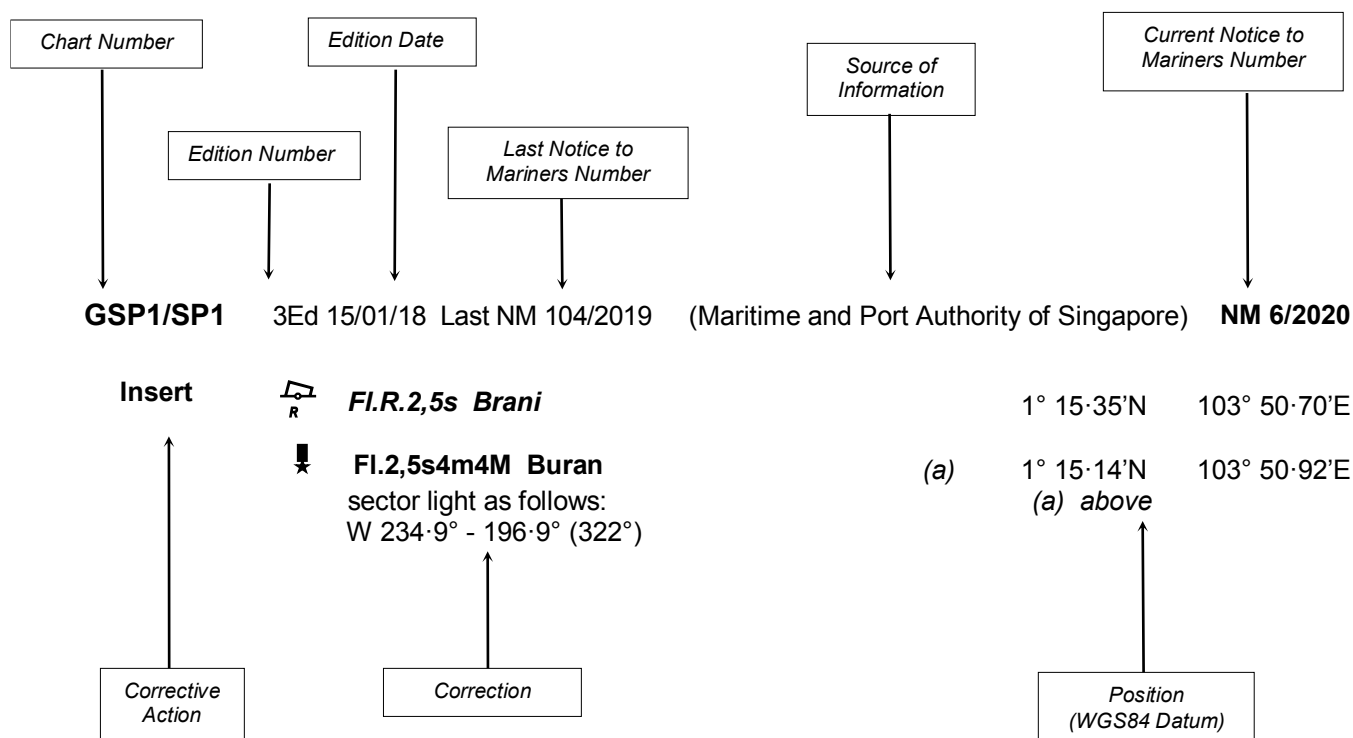 Chart Number
Edition Date
Source of
Information
Current Notice to
Mariners Number
Edition Number
Last Notice to
Mariners Number
GSP1/SP1 3Ed 15/01/18 Last NM 104/2019 (Maritime and Port Authority of Singapore) NM 6/2020
Insert R Fl.R.2,5s Brani 1° 15·35’N 103° 50·70’E
Fl.2,5s4m4M Buran (a) 1° 15·14’N 103° 50·92’E
sector light as follows: (a) above
W 234·9° - 196·9° (322°)
Corrective
Action
Correction
Position
(WGS84 Datum)